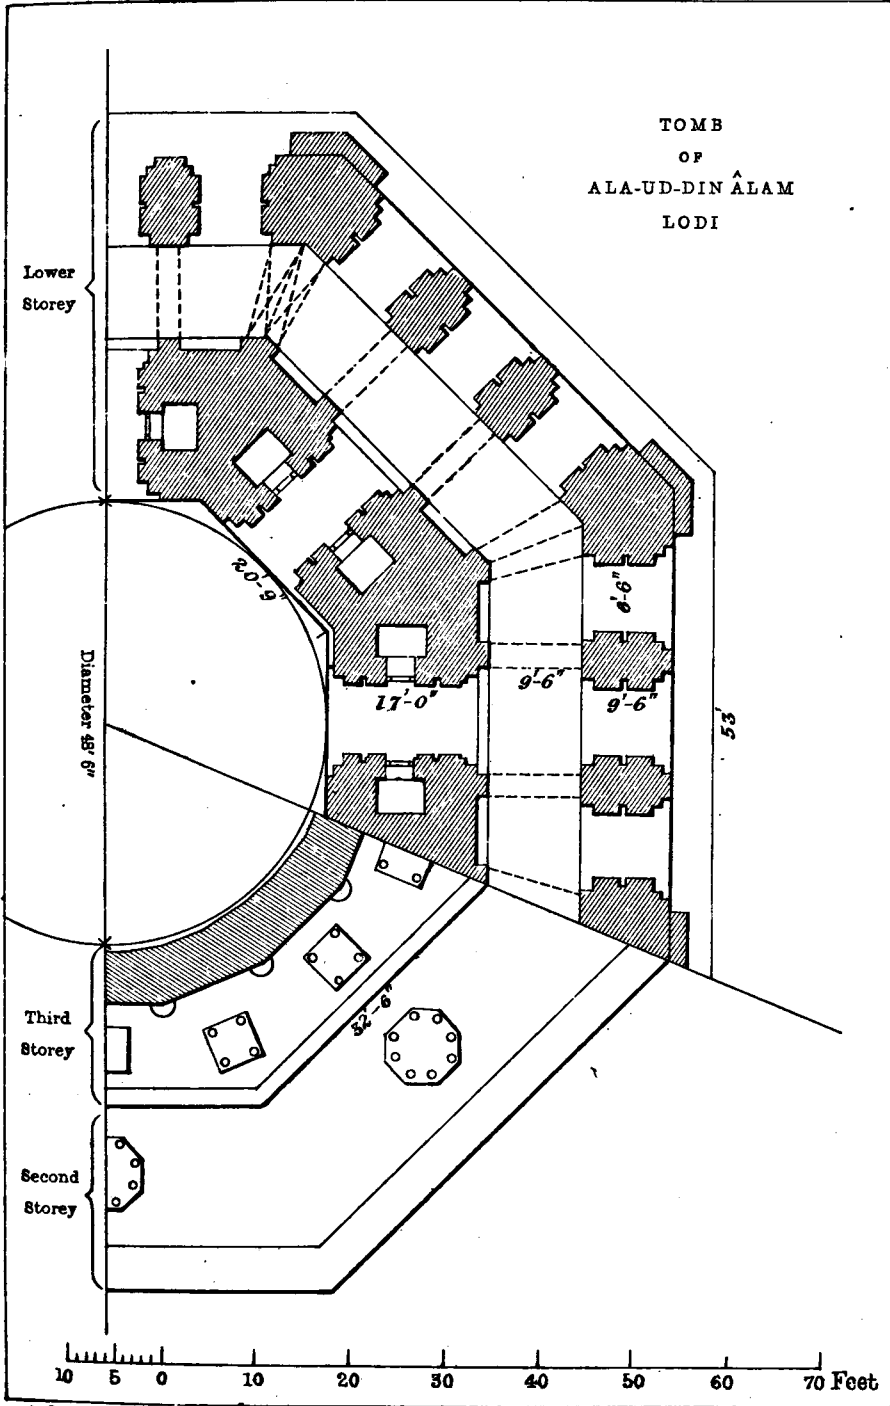 TOMB
OF
ALA-UD-DIN ÂLAM
LODI
Lower
Storey
20'-9"
6'-6"
9'-6"
9'-6"
17'-0"
53'
Diameter 48' 6"
32'-6"
Third
Storey
Second
Storey
10 5 0 10 20 30 40 50 60 70 Feet